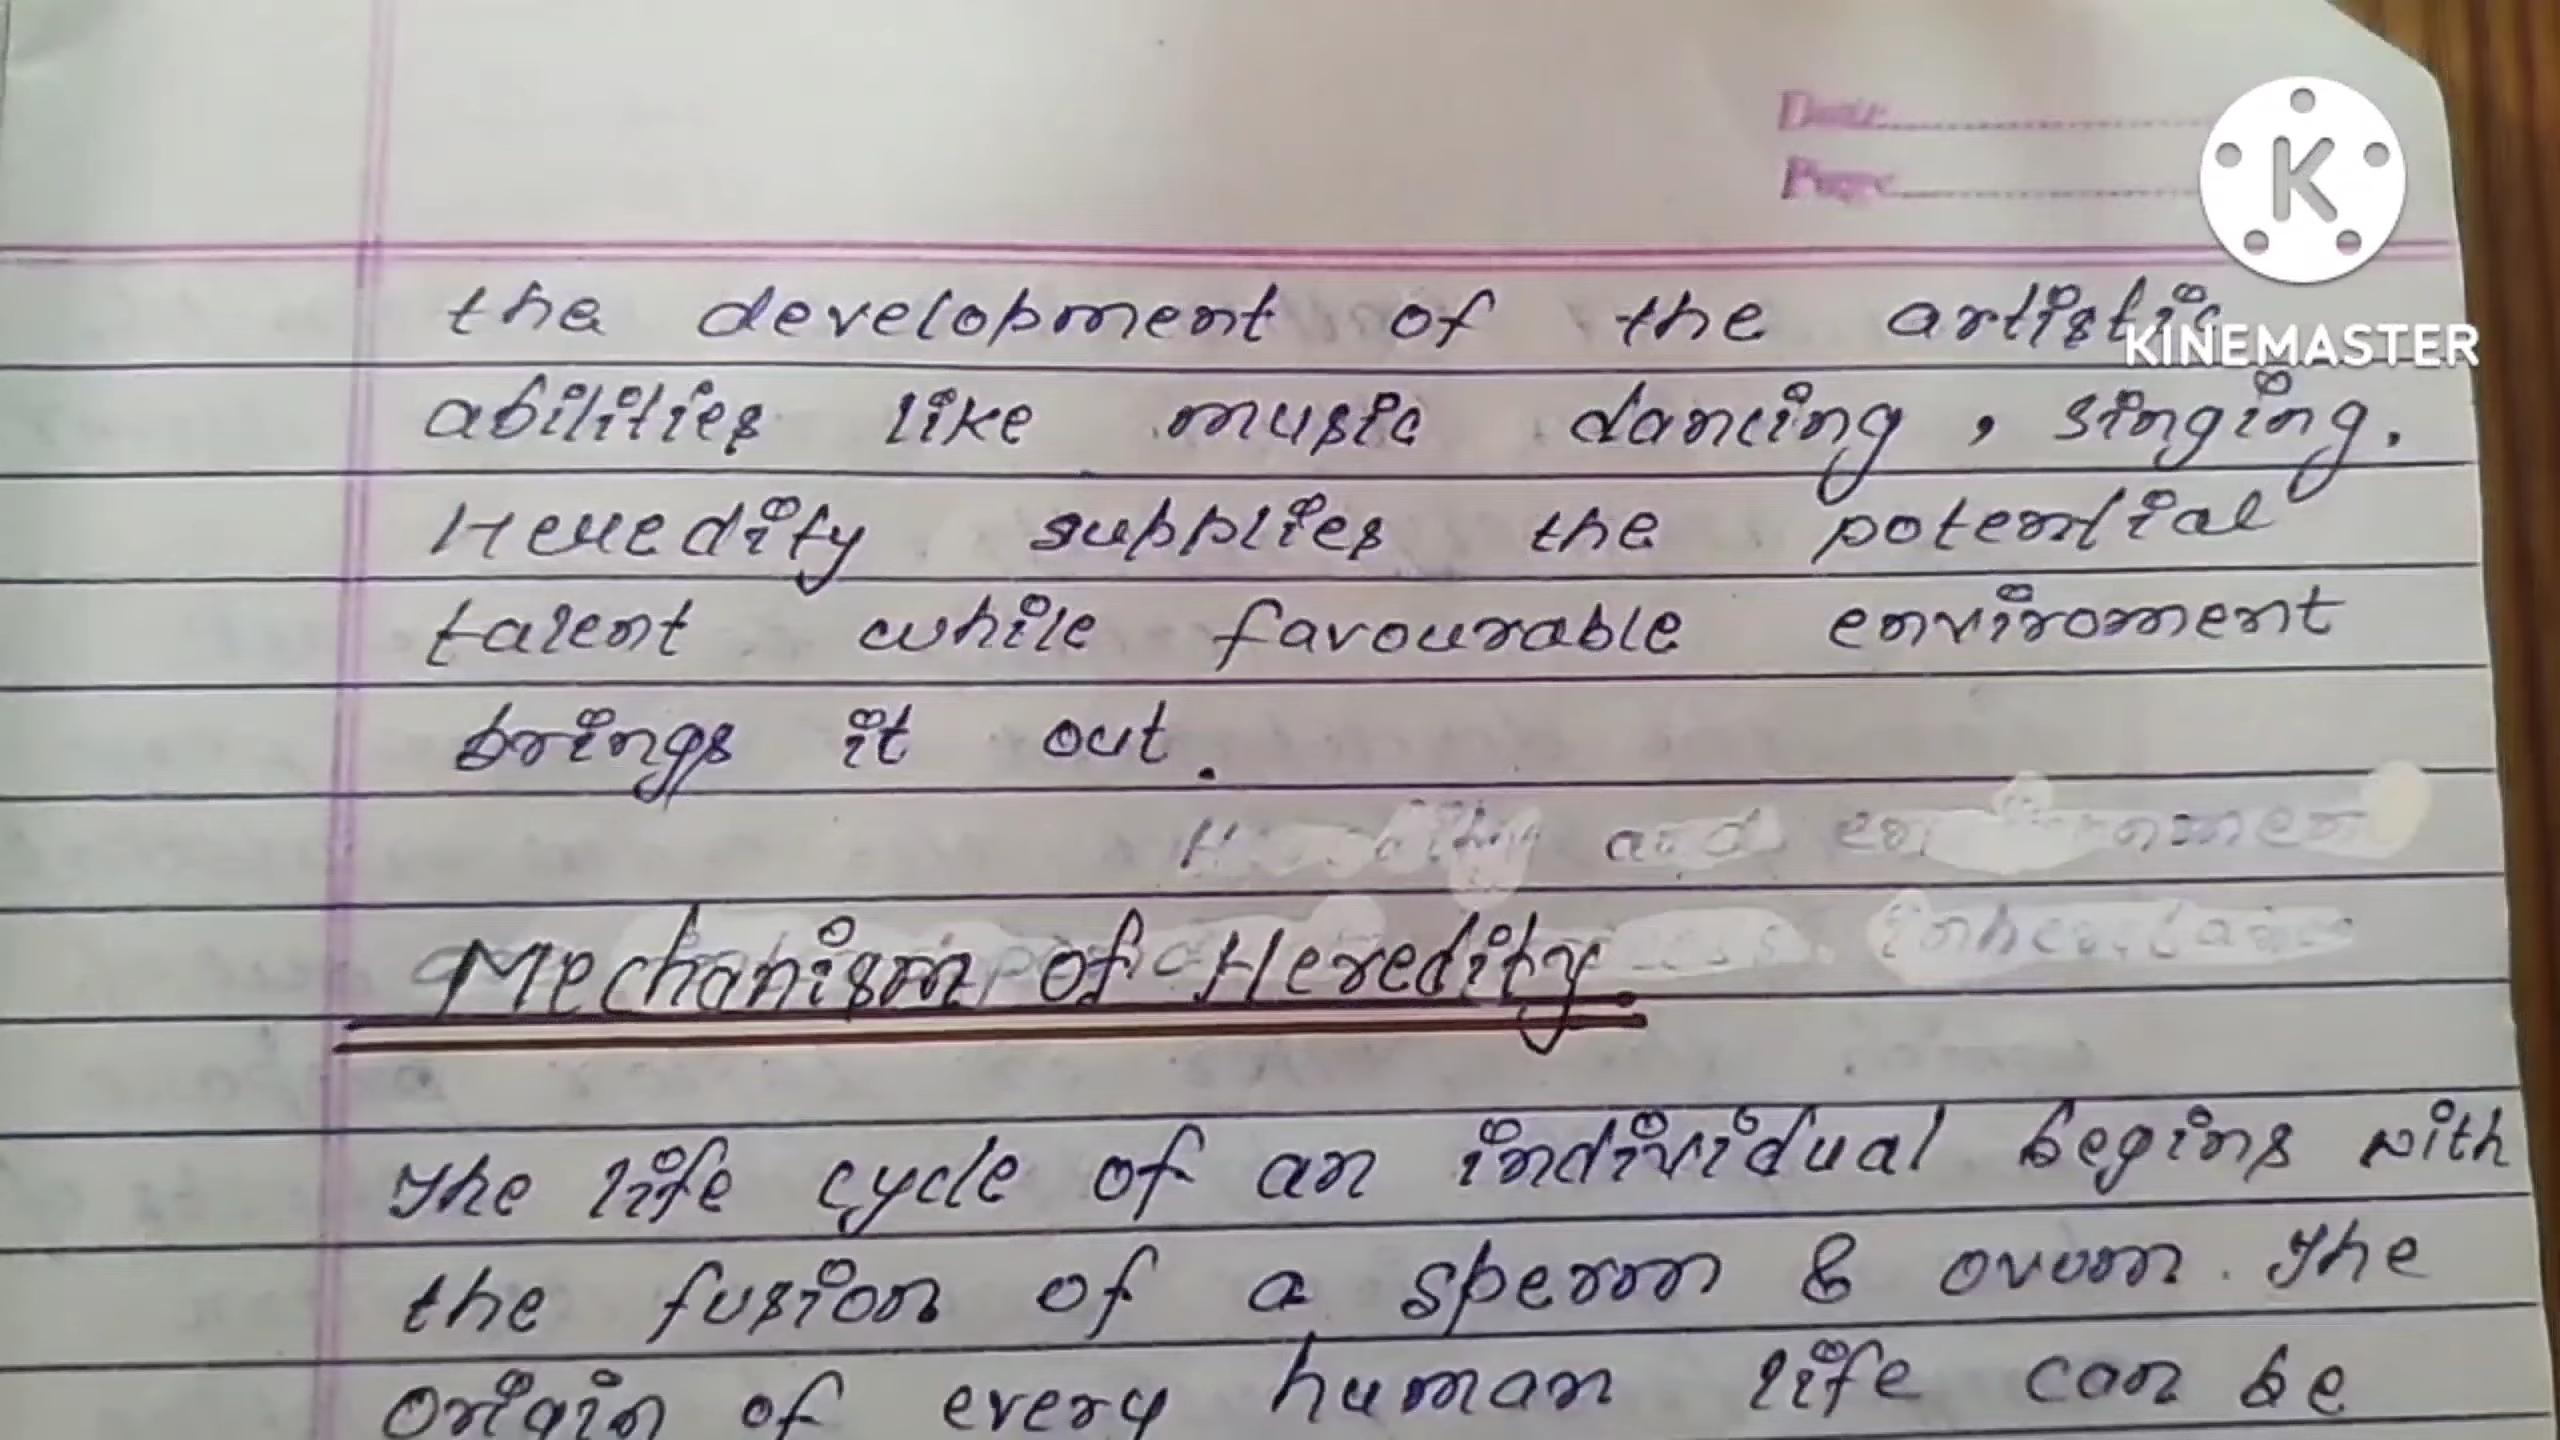 Date
Page
K
KINEMASTER
the development of the artistic
abilities like music dancing, singing.
Heredity supplies the potential
talent while favourable enviroment
brings it out.
and
Mechanism of Heredity
The life cycle of an individual begins with
the fusion of a sperm & ovum. The
origin of every human life can be